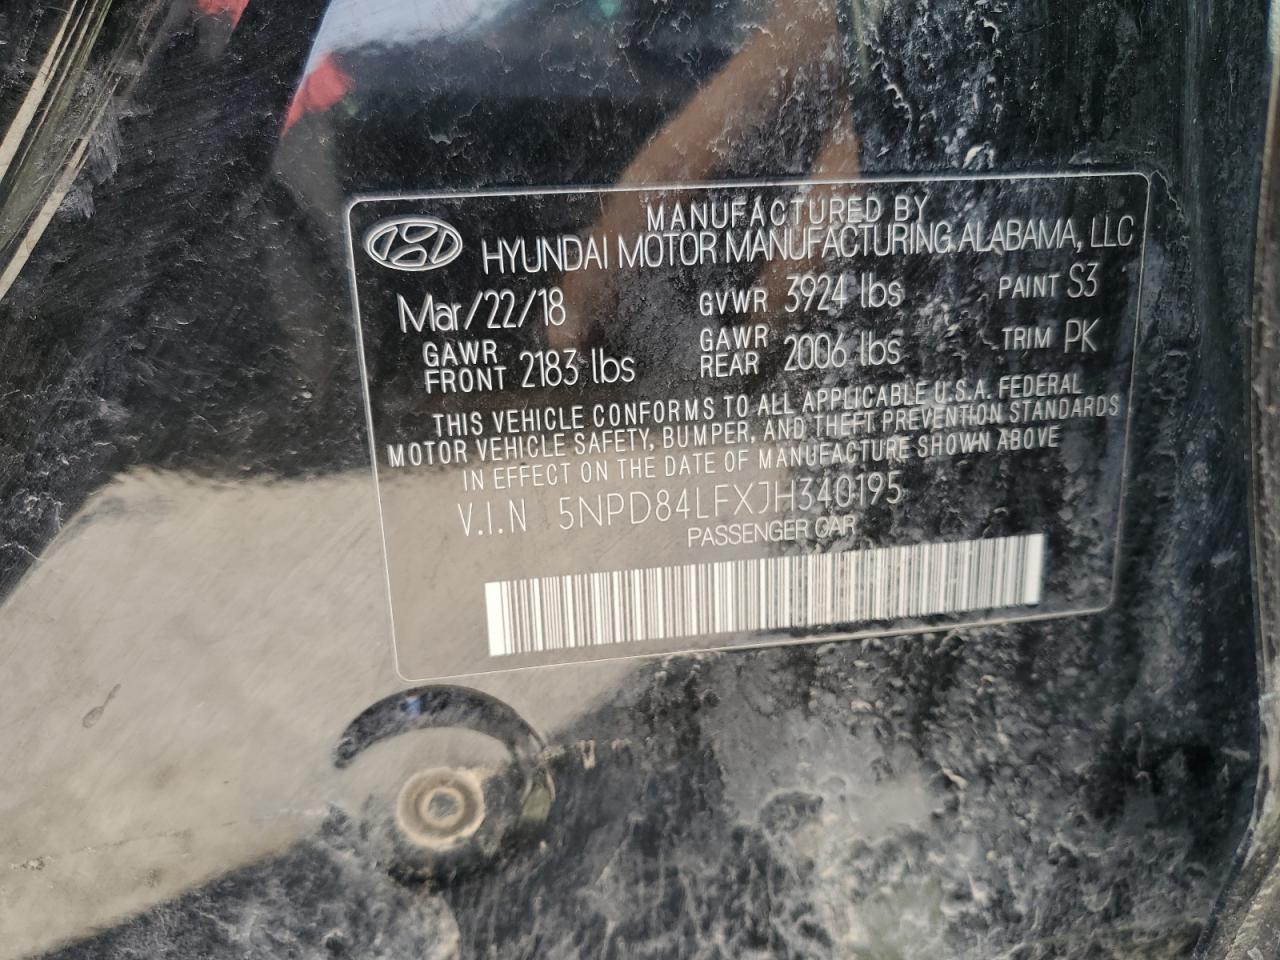 MANUFACTURED BY
HYUNDAI MOTOR MANUFACTURING ALABAMA, LLC
Mar/22/18 GVWR 3924 lbs PAINT S3
GAWR FRONT 2183 lbs GAWR REAR 2006 lbs TRIM PK
THIS VEHICLE CONFORMS TO ALL APPLICABLE U.S.A. FEDERAL
MOTOR VEHICLE SAFETY, BUMPER, AND THEFT PREVENTION STANDARDS
IN EFFECT ON THE DATE OF MANUFACTURE SHOWN ABOVE
V.I.N 5NPD84LFXJH340195
PASSENGER CAR